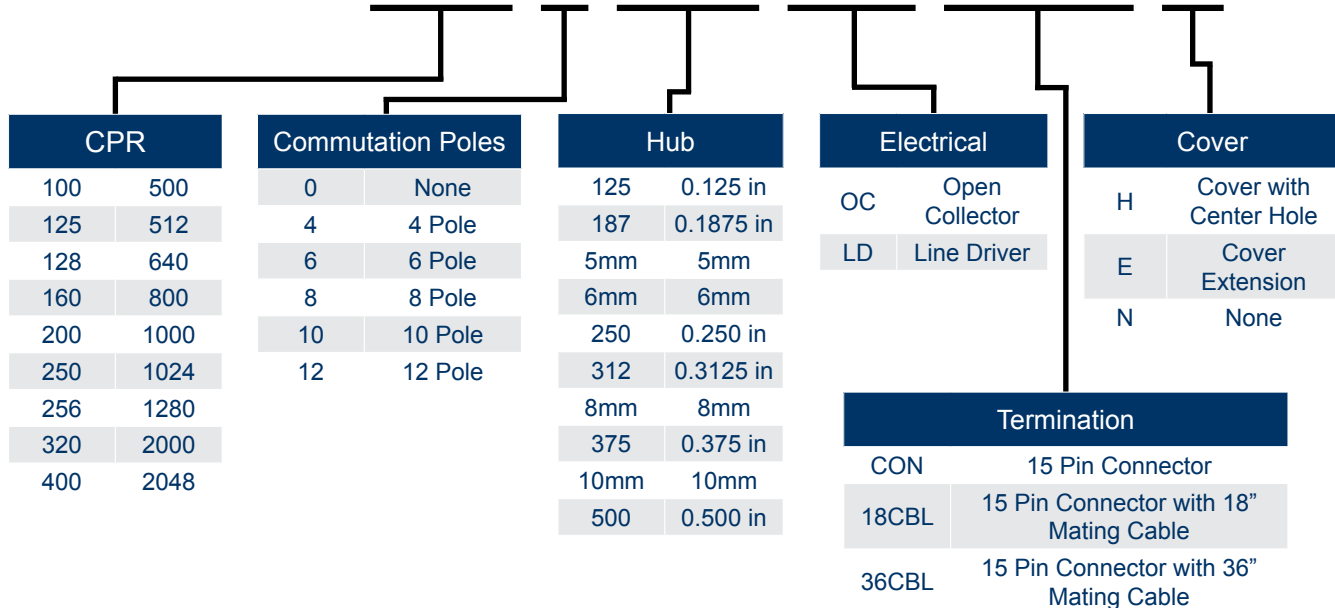 CPR
100 500
125 512
128 640
160 800
200 1000
250 1024
256 1280
320 2000
400 2048
Commutation Poles
0 None
4 4 Pole
6 6 Pole
8 8 Pole
10 10 Pole
12 12 Pole
Hub
125 0.125 in
187 0.1875 in
5mm 5mm
6mm 6mm
250 0.250 in
312 0.3125 in
8mm 8mm
375 0.375 in
10mm 10mm
500 0.500 in
Electrical
OC Open
Collector
LD Line Driver
Cover
H Cover with
Center Hole
E Cover
Extension
N None
Termination
CON 15 Pin Connector
18CBL 15 Pin Connector with 18”
Mating Cable
36CBL 15 Pin Connector with 36”
Mating Cable